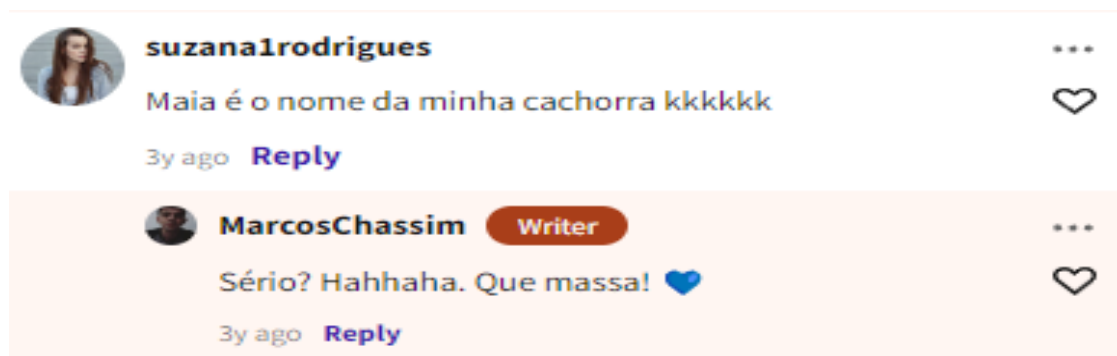 suzana1rodrigues
Maia é o nome da minha cachorra kkkkkk
3y ago Reply
MarcosChassim Writer
Sério? Hahhaha. Que massa! 💙
3y ago Reply